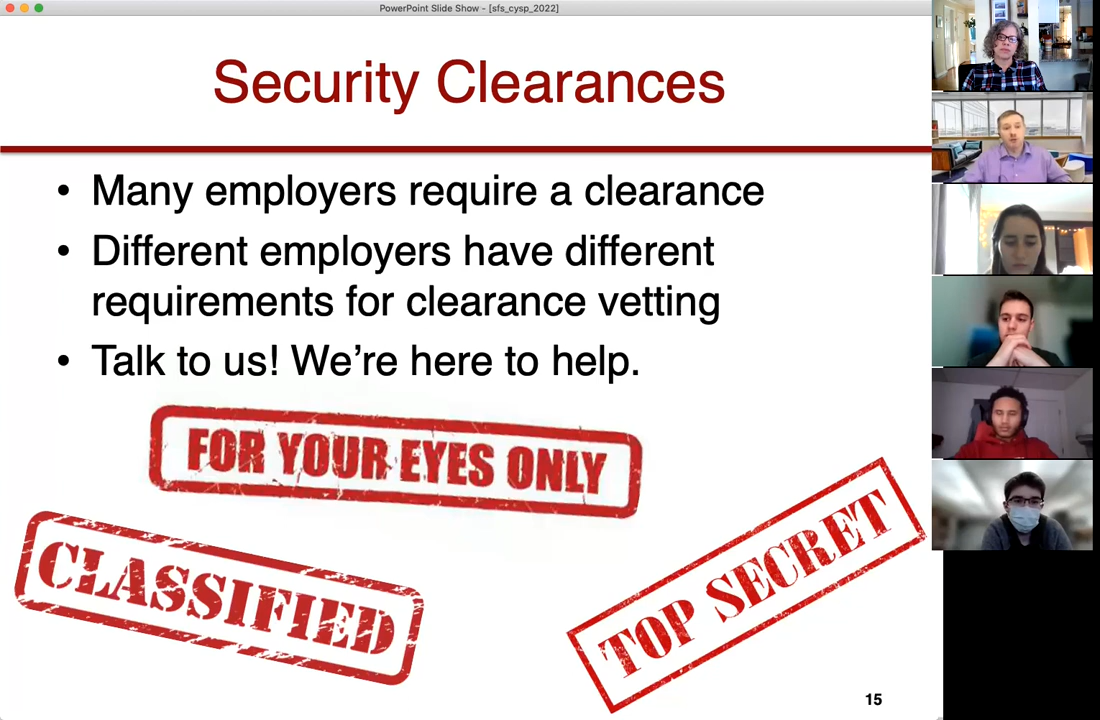 PowerPoint Slide Show - [sfs_cysp_2022]
Security Clearances
• Many employers require a clearance
• Different employers have different
requirements for clearance vetting
• Talk to us! We’re here to help.
FOR YOUR EYES ONLY
CLASSIFIED
TOP SECRET
15